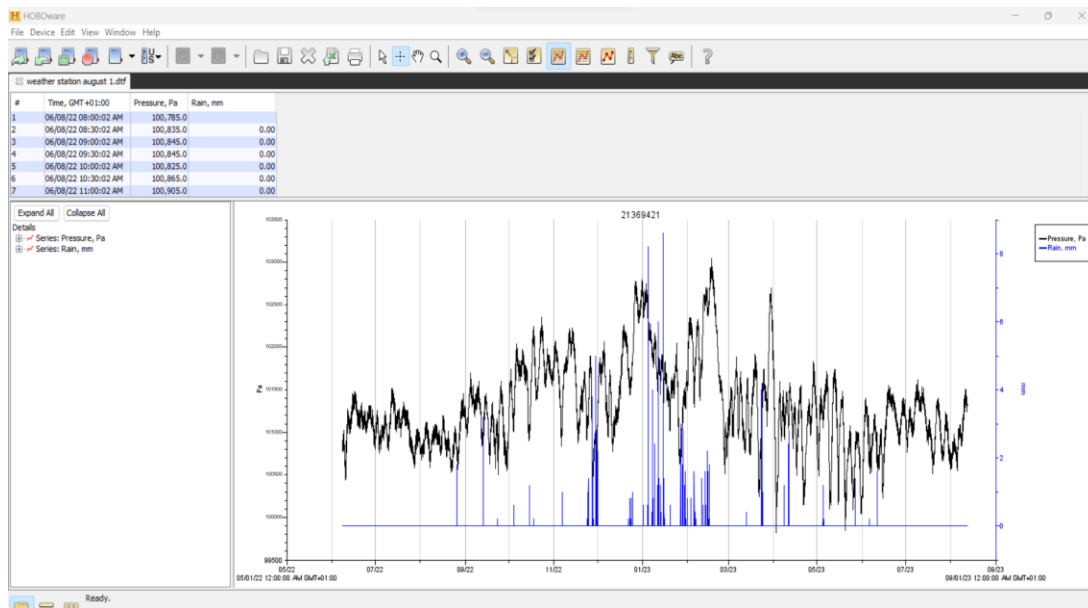 HOBOware
File Device Edit View Window Help
weather station august 1.dtf
# Time, GMT+01:00 Pressure, Pa Rain, mm
1 06/08/22 08:00:02 AM 100,785.0
2 06/08/22 08:30:02 AM 100,835.0 0.00
3 06/08/22 09:00:02 AM 100,845.0 0.00
4 06/08/22 09:30:02 AM 100,845.0 0.00
5 06/08/22 10:00:02 AM 100,825.0 0.00
6 06/08/22 10:30:02 AM 100,865.0 0.00
7 06/08/22 11:00:02 AM 100,905.0 0.00
Expand All Collapse All
Details
Series: Pressure, Pa
Series: Rain, mm
21369421
Pressure, Pa
Rain, mm
103500
103000
102500
102000
101500
101000
100500
100000
99500
Pa
8
6
4
2
0
mm
05/22 07/22 09/22 11/22 01/23 03/23 05/23 07/23 09/23
05/01/22 12:00:00 AM GMT+01:00 09/01/23 12:00:00 AM GMT+01:00
Ready.